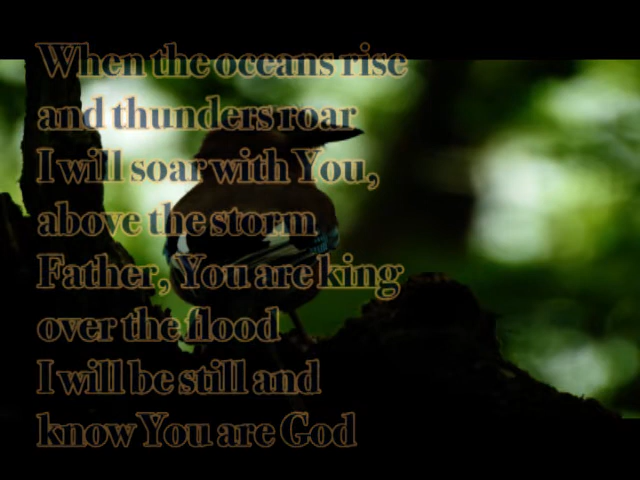 When the oceans rise
and thunders roar
I will soar with You,
above the storm
Father, You are king
over the flood
I will be still and
know You are God